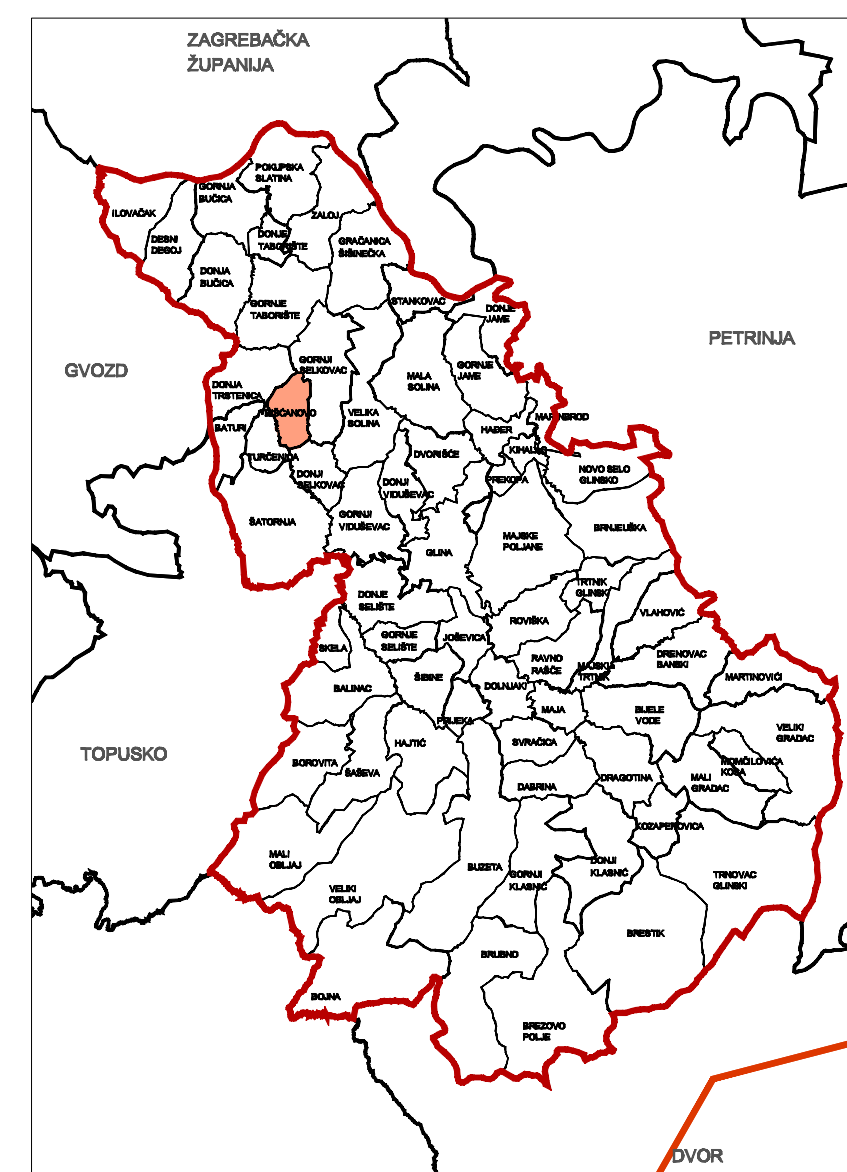 ZAGREBAČKA
ŽUPANIJA
POKUPSKA
SLATINA
GORNJA
BUČICA
ILOVAČAK
ZALOJ
DESNI
DEGOJ
DONJE
TABORIŠTE
GRAČANICA
ŠIŠINEČKA
DONJA
BUČICA
GORNJE
TABORIŠTE
STANKOVAC
DONJE
JAME
PETRINJA
GVOZD
GORNJI
SELKOVAC
MALA
SOLINA
GORNJE
JAME
DONJA
TRSTENICA
VELIKA
SOLINA
HAĐER
MARINBROD
BATURI
TURČENICA
DVORIŠĆE
NOVO SELO
GLINSKO
DONJI
SELKOVAC
DONJI
VIDUŠEVAC
PREKOPA
GORNJI
VIDUŠEVAC
ŠATORNJA
MAJSKE
POLJANE
BRNJEUŠKA
GLINA
TRTNIK
GLINSKI
DONJE
SELIŠTE
VLAHOVIĆ
ROVIŠKA
GORNJE
SELIŠTE
JOŠEVICA
SKELA
RAVNO
RAŠČE
DRENOVAC
BANSKI
MAJSKI
TRTNIK
MARTINOVIĆI
ŠIBINE
BALINAC
DOLNJAKI
PRIJEKA
MAJA
BIJELE
VODE
VELIKI
GRADAC
TOPUSKO
HAJTIĆ
SVRAČICA
BOROVITA
ŠAŠEVA
MOMČILOVIĆA
KOSA
DABRINA
DRAGOTINA
MALI
GRADAC
KOZAPEROVICA
MALI
OBLJAJ
BUZETA
GORNJI
KLASNIĆ
DONJI
KLASNIĆ
TRNOVAC
GLINSKI
VELIKI
OBLJAJ
BRESTIK
BRUBNO
BOJNA
BREZOVO
POLJE
DVOR